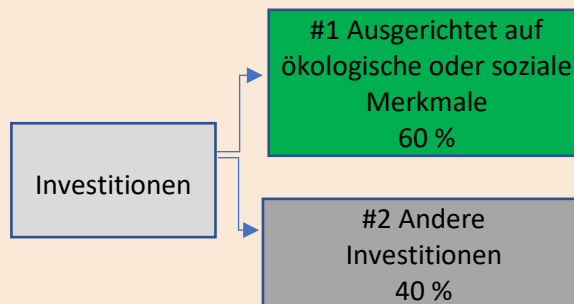 #1 Ausgerichtet auf
ökologische oder soziale
Merkmale
60 %
Investitionen
#2 Andere
Investitionen
40 %